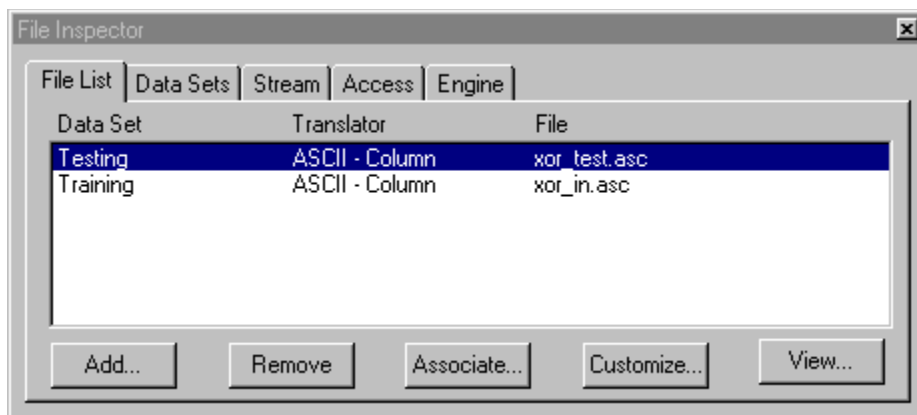 File Inspector
File List Data Sets Stream Access Engine
Data Set Translator File
Testing ASCII - Column xor_test.asc
Training ASCII - Column xor_in.asc
Add... Remove Associate... Customize... View...